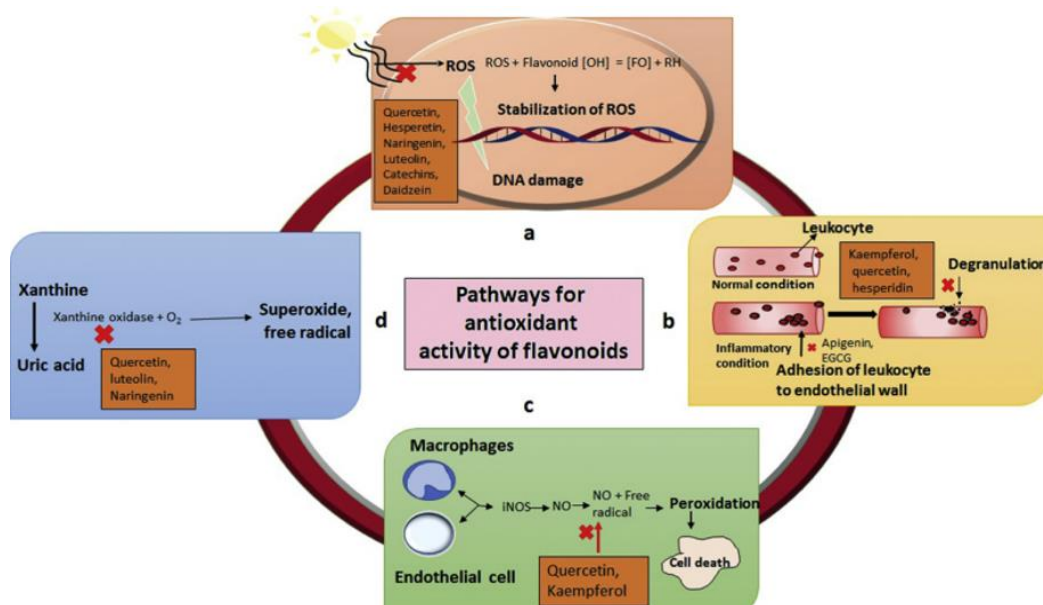 ROS
ROS + Flavonoid [OH] = [FO] + RH
Stabilization of ROS
Quercetin,
Hesperetin,
Naringenin,
Luteolin,
Catechins,
Daidzein
DNA damage
a
Leukocyte
Normal condition
Kaempferol,
quercetin,
hesperidin
Degranulation
Inflammatory
condition
Apigenin,
EGCG
Adhesion of leukocyte
to endothelial wall
b
Pathways for
antioxidant
activity of flavonoids
d
Xanthine
Xanthine oxidase + O₂
Superoxide,
free radical
Uric acid
Quercetin,
luteolin,
Naringenin
c
Macrophages
iNOS
NO
NO + Free
radical
Peroxidation
Cell death
Endothelial cell
Quercetin,
Kaempferol